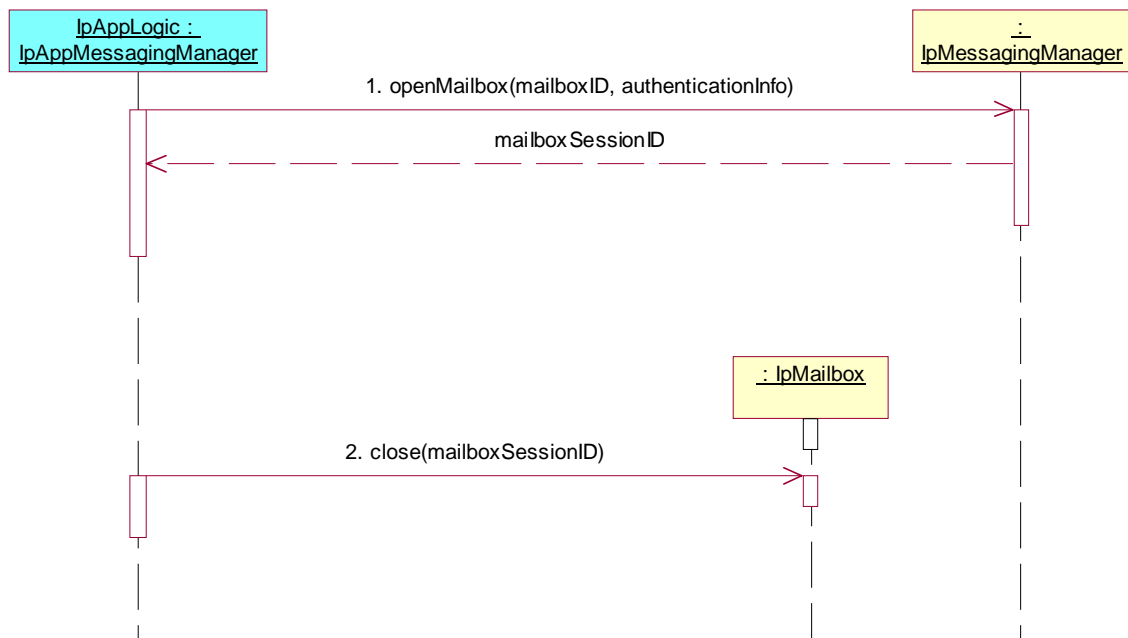 IpAppLogic :
IpAppMessagingManager
:
IpMessagingManager
1. openMailbox(mailboxID, authenticationInfo)
mailboxSessionID
: IpMailbox
2. close(mailboxSessionID)